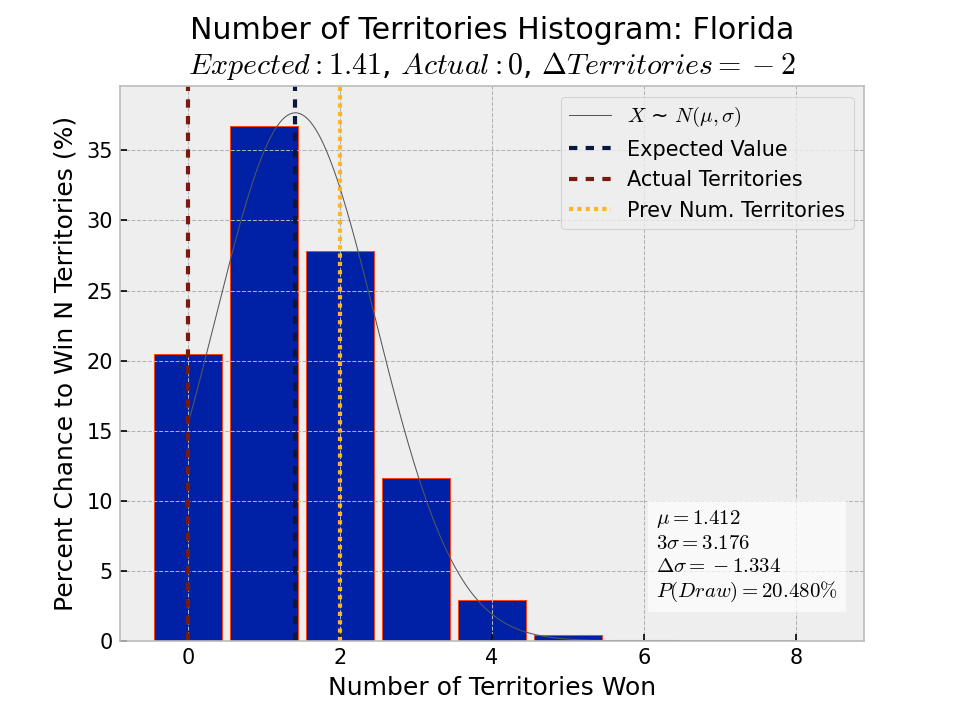 Number of Territories Histogram: Florida
Expected : 1.41, Actual : 0, ΔTerritories = −2
X ~ N(μ, σ)
Expected Value
Actual Territories
Prev Num. Territories
Percent Chance to Win N Territories (%)
35
30
25
20
15
10
5
0
μ = 1.412
3σ = 3.176
Δσ = −1.334
P(Draw) = 20.480%
0 2 4 6 8
Number of Territories Won